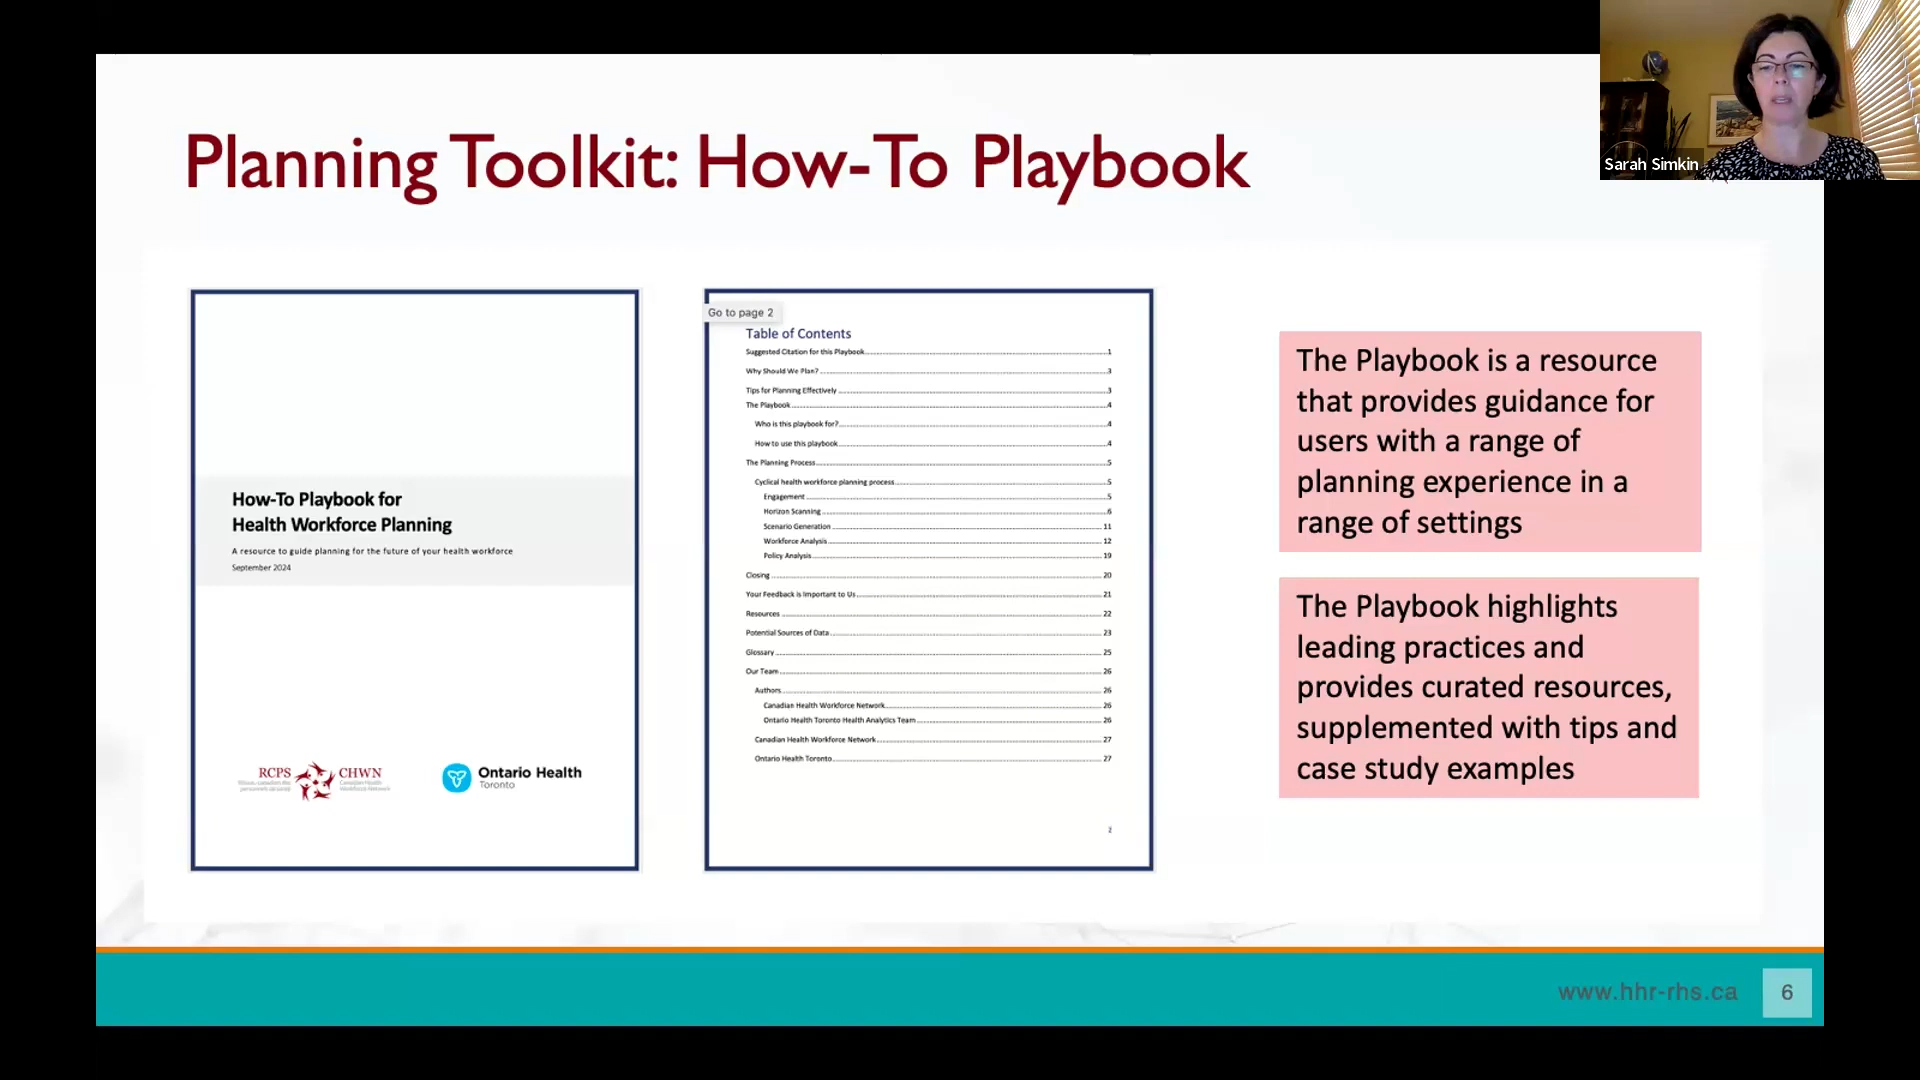 Sarah Simkin
Planning Toolkit: How-To Playbook
How-To Playbook for
Health Workforce Planning
A resource to guide planning for the future of your health workforce
September 2024
RCPS
CHWN
Canadian Health
Workforce Network
Ontario Health
Toronto
Go to page 2
Table of Contents
Suggested Citation for this Playbook 1
Why Should We Plan? 3
Tips for Planning Effectively 3
The Playbook 4
Who is this playbook for? 4
How to use this playbook 4
The Planning Process 5
Cyclical health workforce planning process 5
Engagement 5
Horizon Scanning 6
Scenario Generation 11
Workforce Analysis 12
Policy Analysis 19
Closing 20
Your Feedback is Important to Us 21
Resources 22
Potential Sources of Data 23
Glossary 25
Our Team 26
Authors 26
Canadian Health Workforce Network 26
Ontario Health Toronto Health Analytics Team 26
Canadian Health Workforce Network 27
Ontario Health Toronto 27
2
The Playbook is a resource
that provides guidance for
users with a range of
planning experience in a
range of settings
The Playbook highlights
leading practices and
provides curated resources,
supplemented with tips and
case study examples
www.hhr-rhs.ca
6